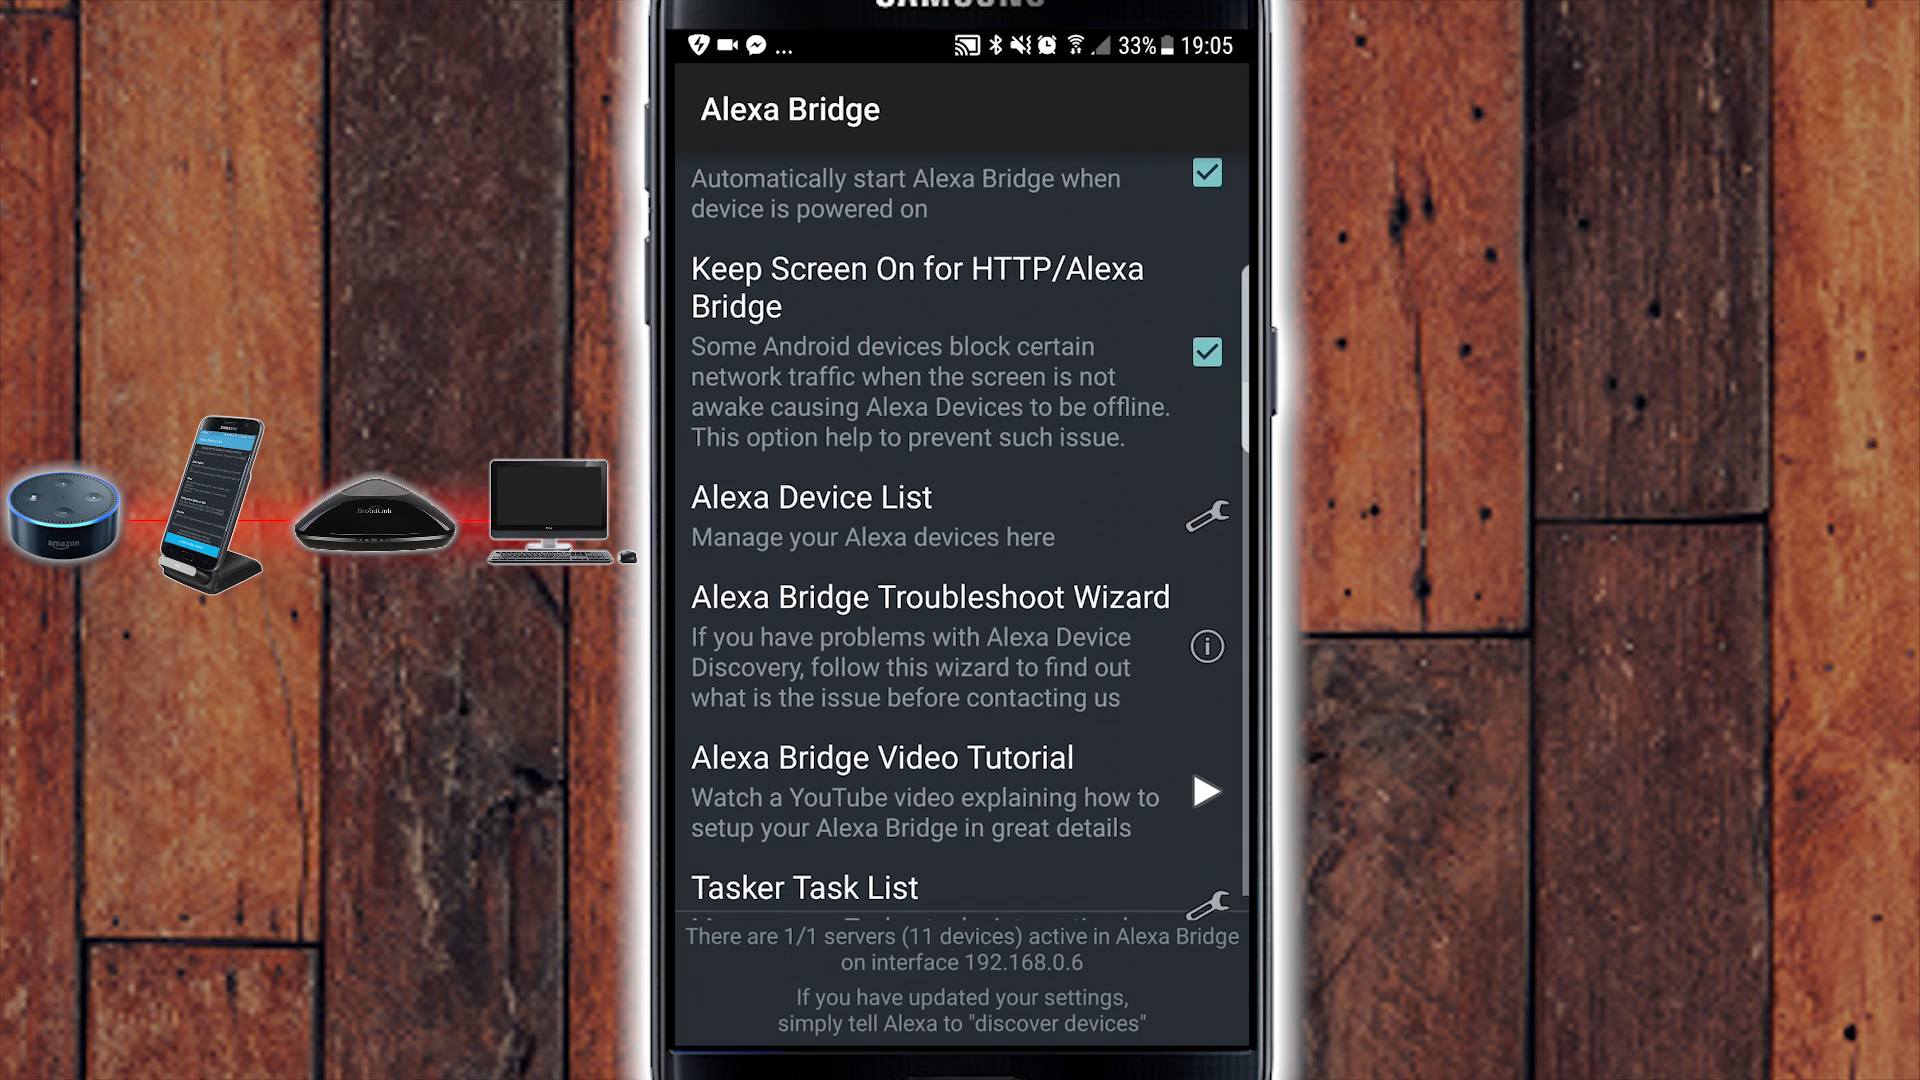 SAMSUNG
... 33% 19:05
Alexa Bridge
Automatically start Alexa Bridge when
device is powered on
Keep Screen On for HTTP/Alexa
Bridge
Some Android devices block certain
network traffic when the screen is not
awake causing Alexa Devices to be offline.
This option help to prevent such issue.
Alexa Device List
Manage your Alexa devices here
Alexa Bridge Troubleshoot Wizard
If you have problems with Alexa Device
Discovery, follow this wizard to find out
what is the issue before contacting us
Alexa Bridge Video Tutorial
Watch a YouTube video explaining how to
setup your Alexa Bridge in great details
Tasker Task List
There are 1/1 servers (11 devices) active in Alexa Bridge
on interface 192.168.0.6
If you have updated your settings,
simply tell Alexa to "discover devices"
amazon
SAMSUNG
BroadLink